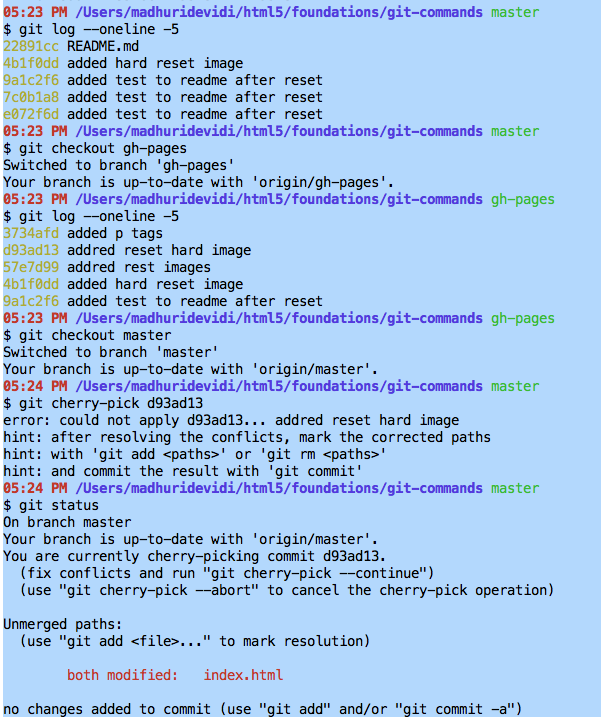 05:23 PM /Users/madhuridevidi/html5/foundations/git-commands master
$ git log --oneline -5
22891cc README.md
4b1f0dd added hard reset image
9a1c2f6 added test to readme after reset
7c0b1a8 added test to readme after reset
e072f6d added test to readme after reset
05:23 PM /Users/madhuridevidi/html5/foundations/git-commands master
$ git checkout gh-pages
Switched to branch 'gh-pages'
Your branch is up-to-date with 'origin/gh-pages'.
05:23 PM /Users/madhuridevidi/html5/foundations/git-commands gh-pages
$ git log --oneline -5
3734afd added p tags
d93ad13 addred reset hard image
57e7d99 addred rest images
4b1f0dd added hard reset image
9a1c2f6 added test to readme after reset
05:23 PM /Users/madhuridevidi/html5/foundations/git-commands gh-pages
$ git checkout master
Switched to branch 'master'
Your branch is up-to-date with 'origin/master'.
05:24 PM /Users/madhuridevidi/html5/foundations/git-commands master
$ git cherry-pick d93ad13
error: could not apply d93ad13... addred reset hard image
hint: after resolving the conflicts, mark the corrected paths
hint: with 'git add <paths>' or 'git rm <paths>'
hint: and commit the result with 'git commit'
05:24 PM /Users/madhuridevidi/html5/foundations/git-commands master
$ git status
On branch master
Your branch is up-to-date with 'origin/master'.
You are currently cherry-picking commit d93ad13.
  (fix conflicts and run "git cherry-pick --continue")
  (use "git cherry-pick --abort" to cancel the cherry-pick operation)

Unmerged paths:
  (use "git add <file>..." to mark resolution)

        both modified:   index.html

no changes added to commit (use "git add" and/or "git commit -a")